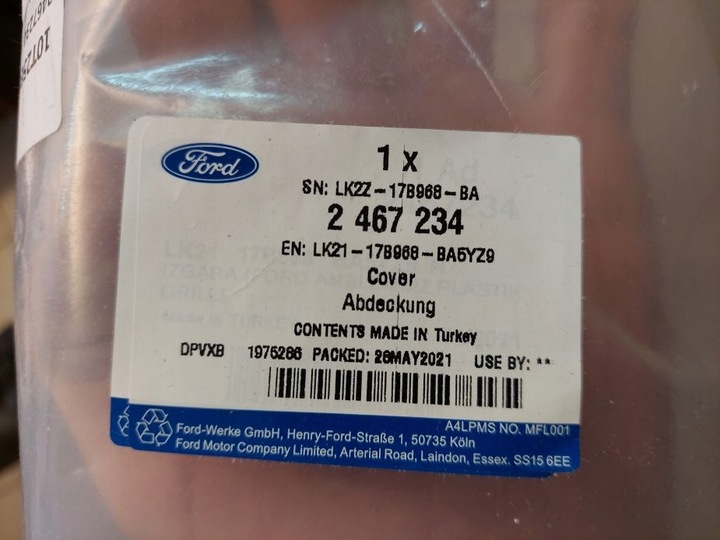 Ford
1 x
SN: LK2Z-17B968-BA
2 467 234
EN: LK21-17B968-BA5YZ9
Cover
Abdeckung
CONTENTS MADE IN Turkey
DPVXB 1975286 PACKED: 26MAY2021 USE BY: **
A4LPMS NO. MFL001
Ford-Werke GmbH, Henry-Ford-Straße 1, 50735 Köln
Ford Motor Company Limited, Arterial Road, Laindon, Essex. SS15 6EE